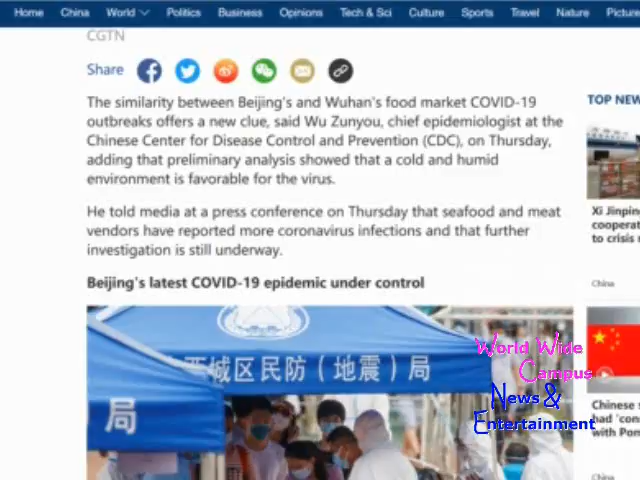 Home China World Politics Business Opinions Tech & Sci Culture Sports Travel Nature Picture
CGTN
Share
TOP NEW
The similarity between Beijing's and Wuhan's food market COVID-19
outbreaks offers a new clue, said Wu Zunyou, chief epidemiologist at the
Chinese Center for Disease Control and Prevention (CDC), on Thursday,
adding that preliminary analysis showed that a cold and humid
environment is favorable for the virus.
He told media at a press conference on Thursday that seafood and meat
vendors have reported more coronavirus infections and that further
investigation is still underway.
Beijing's latest COVID-19 epidemic under control
西城区民防（地震）局
局
World Wide
Campus
News &
Entertainment
Xi Jinpin
cooperat
to crisis
China
Chinese s
had 'con
with Pom
China